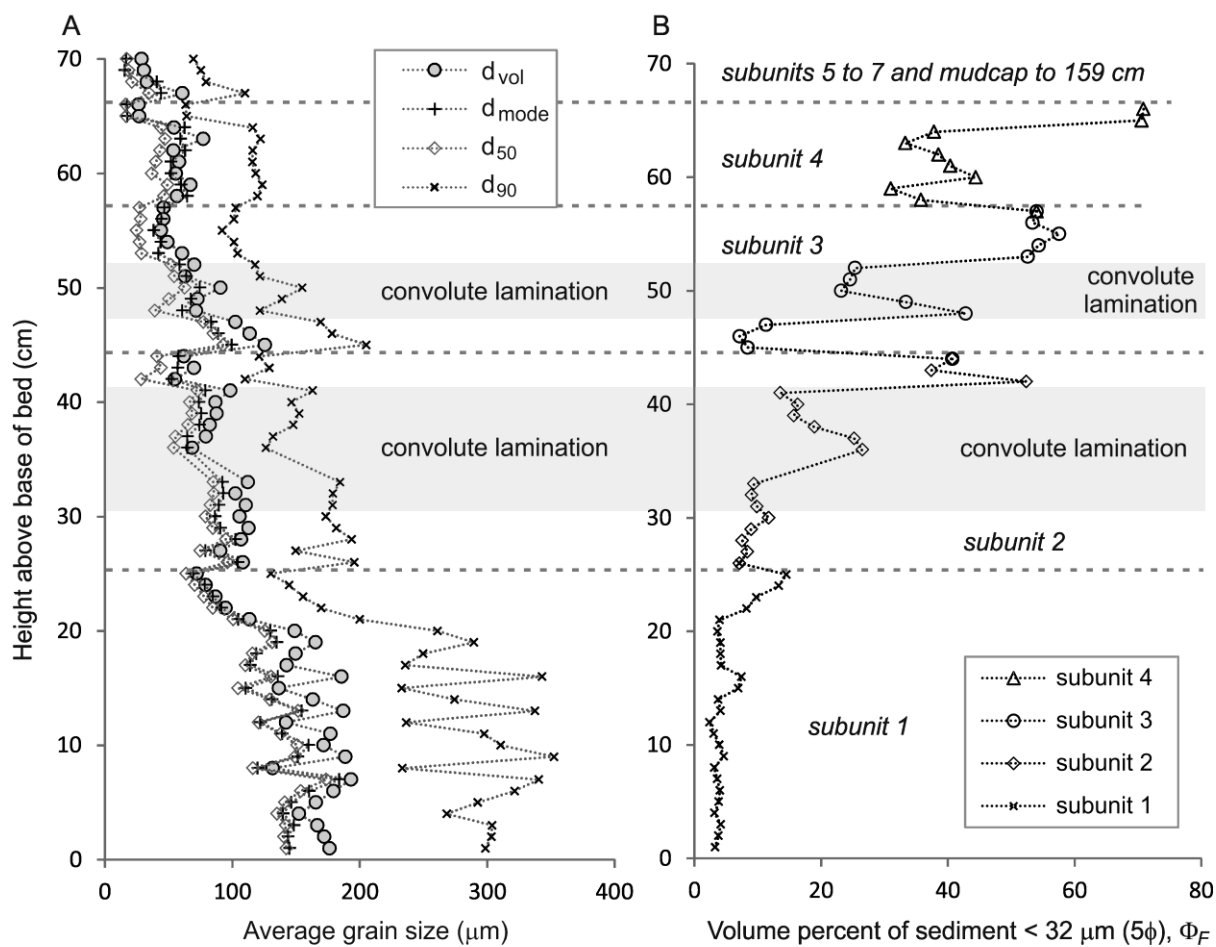 A
B
70
60
50
40
30
20
10
0
0
100
200
300
400
Height above base of bed (cm)
Average grain size (μm)
d_vol
d_mode
d_50
d_90
convolute lamination
convolute lamination
70
60
50
40
30
20
10
0
0
20
40
60
80
Volume percent of sediment < 32 μm (5ϕ), Φ_F
subunits 5 to 7 and mudcap to 159 cm
subunit 4
subunit 3
convolute
lamination
convolute lamination
subunit 2
subunit 1
subunit 4
subunit 3
subunit 2
subunit 1